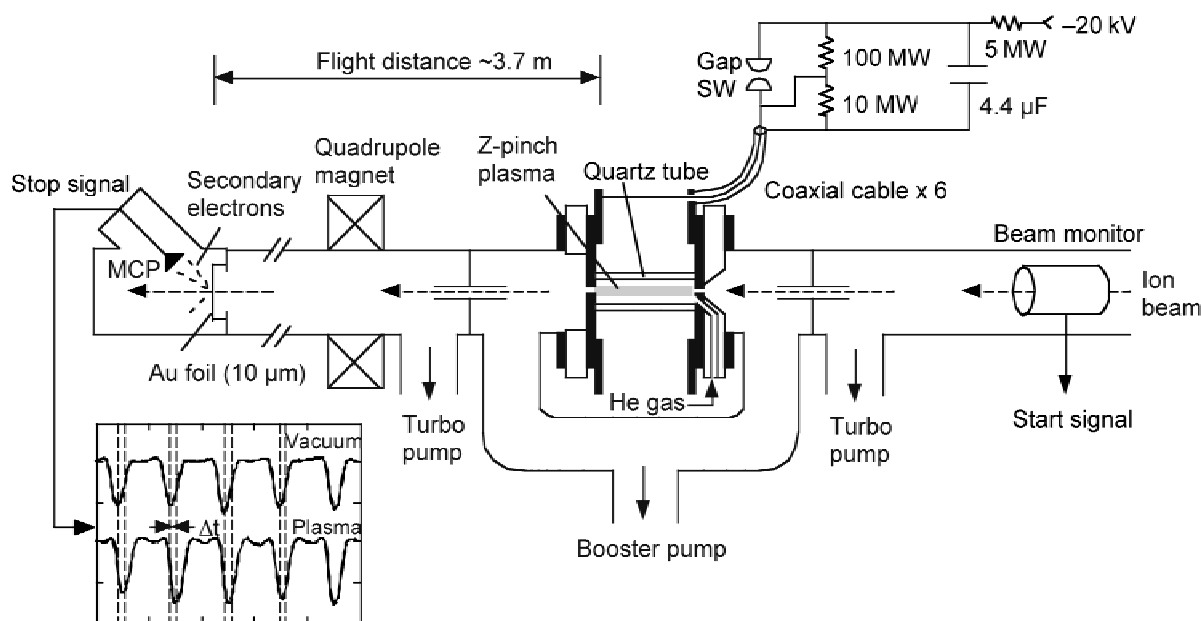 –20 kV
5 MW
100 MW
Gap
SW
10 MW
4.4 µF
Flight distance ~3.7 m
Z-pinch
plasma
Quartz tube
Coaxial cable x 6
Quadrupole
magnet
Stop signal
Secondary
electrons
MCP
Beam monitor
Ion
beam
Au foil (10 µm)
He gas
Turbo
pump
Turbo
pump
Start signal
Booster pump
Vacuum
Δt
Plasma